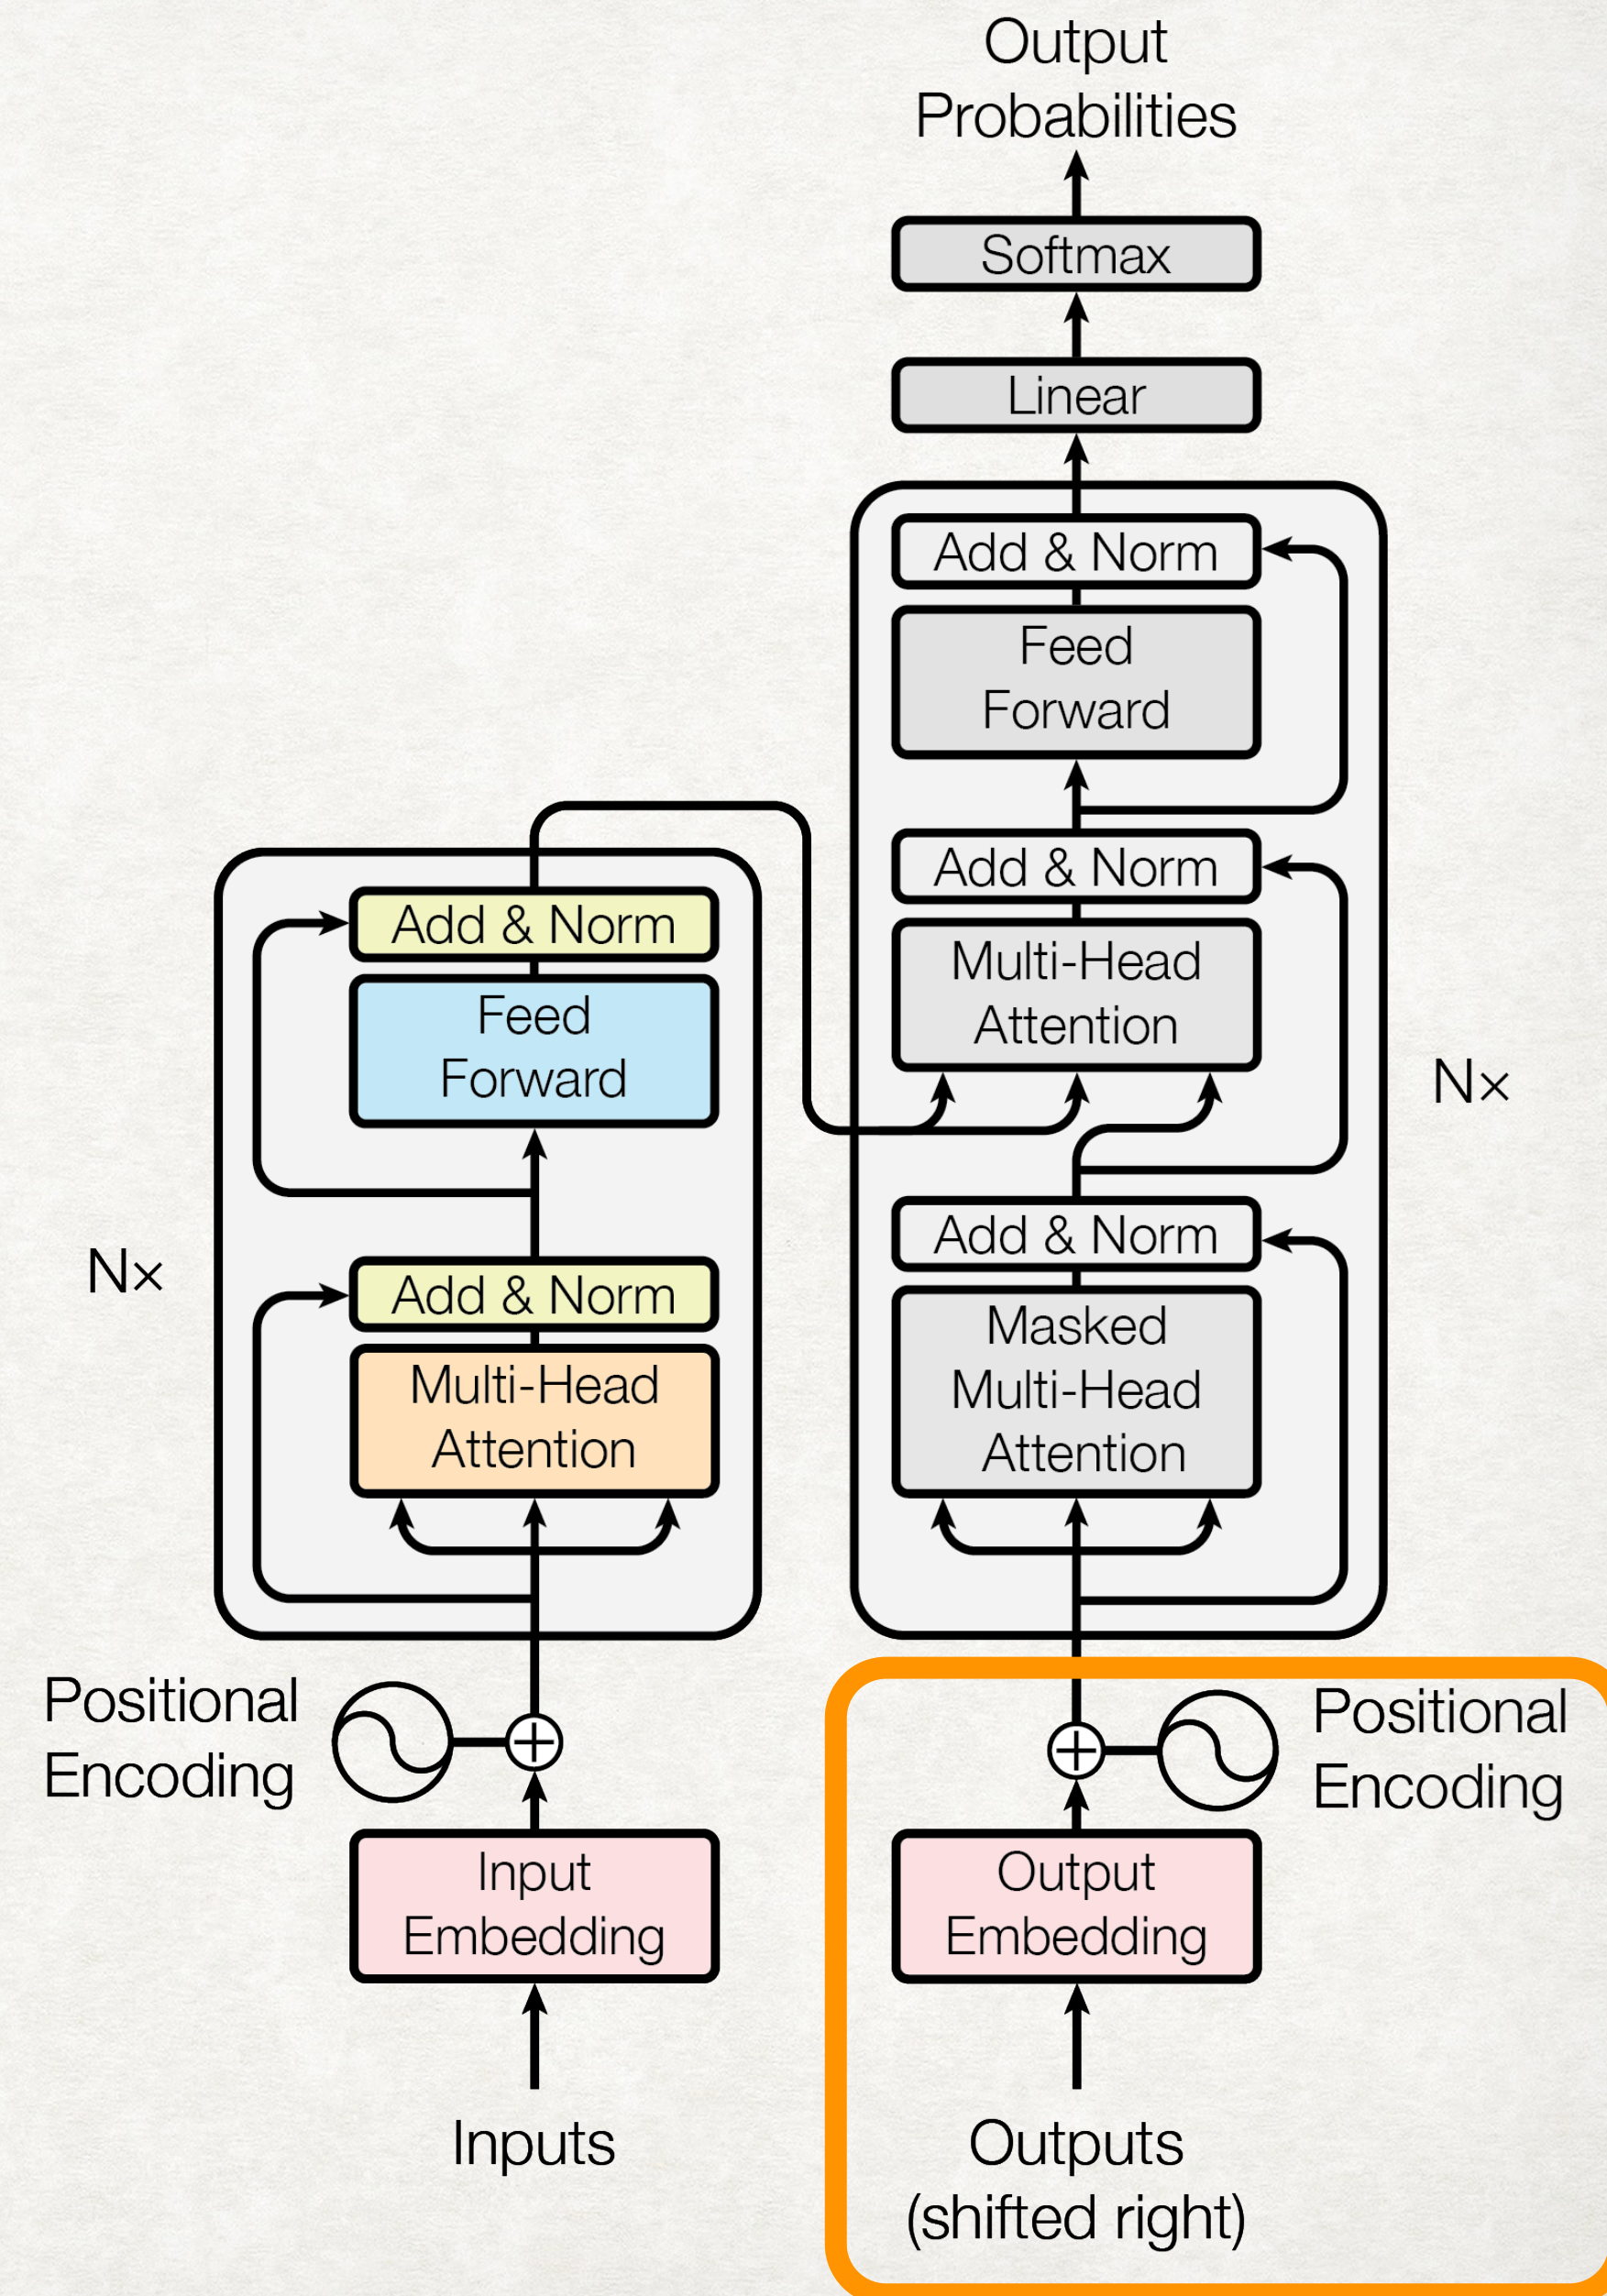 Output
Probabilities
Softmax
Linear
Add & Norm
Feed
Forward
Add & Norm
Multi-Head
Attention
Nx
Add & Norm
Masked
Multi-Head
Attention
Add & Norm
Feed
Forward
Nx
Add & Norm
Multi-Head
Attention
Positional
Encoding
Input
Embedding
Inputs
Positional
Encoding
Output
Embedding
Outputs
(shifted right)